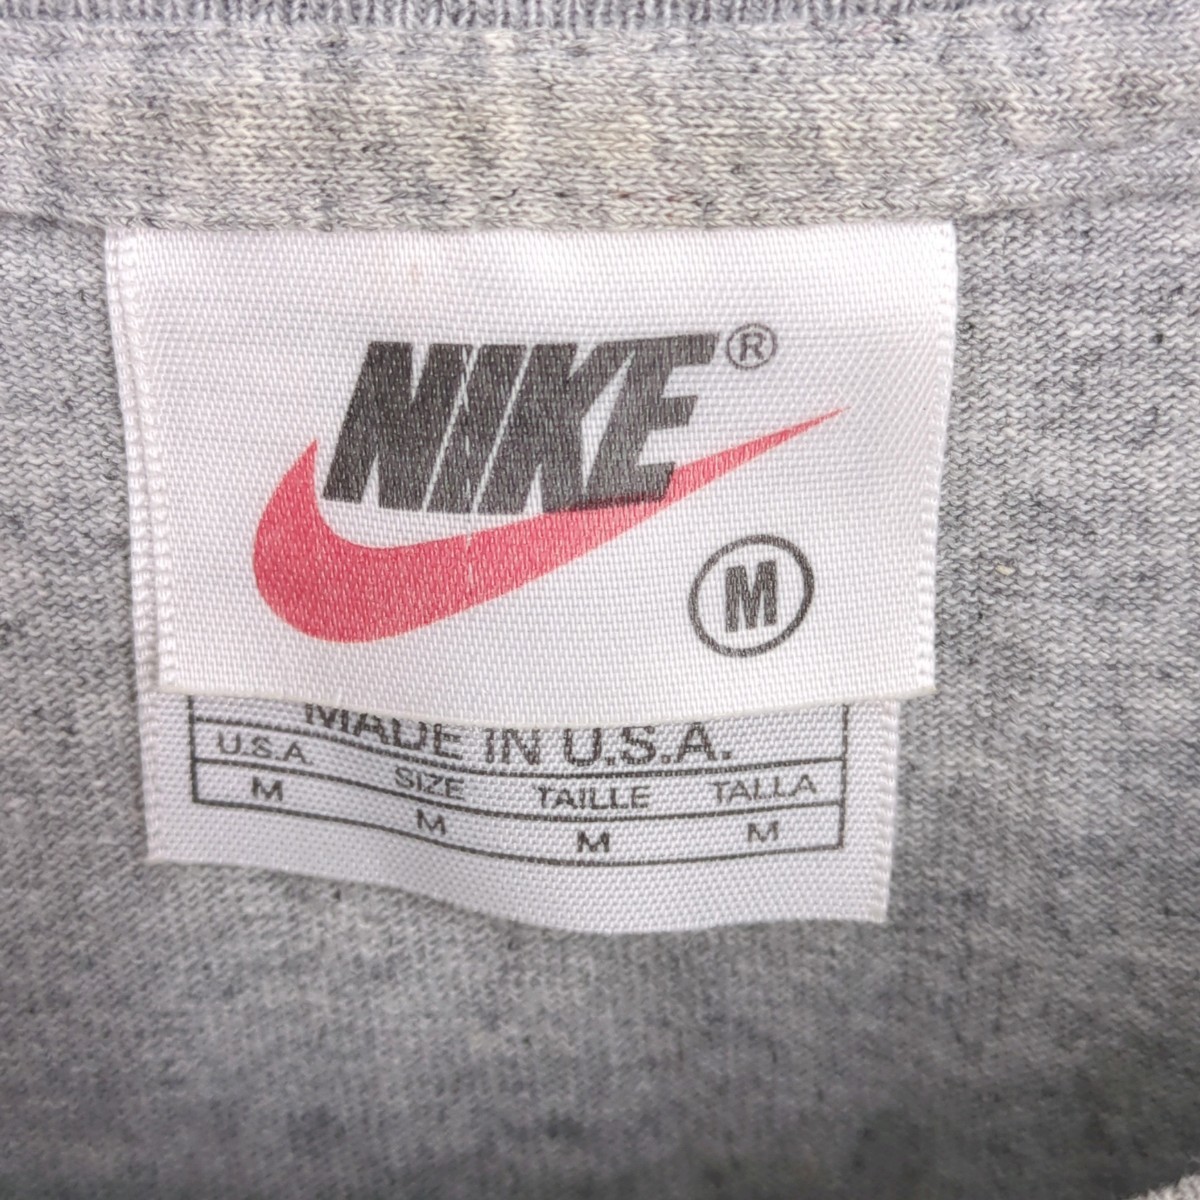 NIKE®
M
MADE IN U.S.A.
U.S.A SIZE TAILLE TALLA
M M M M